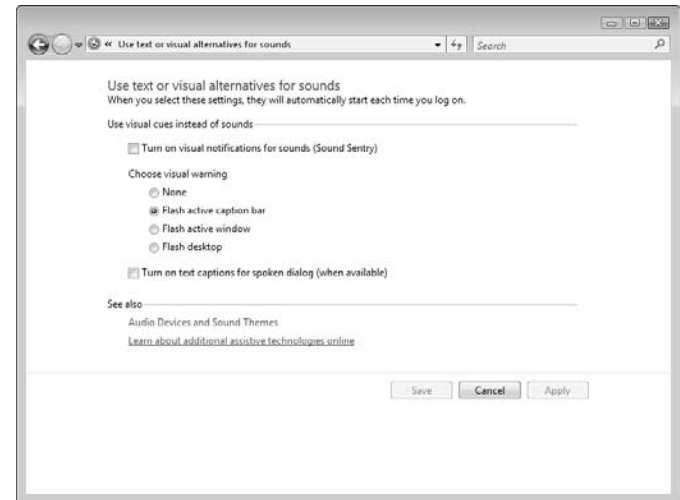 « Use text or visual alternatives for sounds
Search
Use text or visual alternatives for sounds
When you select these settings, they will automatically start each time you log on.
Use visual cues instead of sounds
Turn on visual notifications for sounds (Sound Sentry)
Choose visual warning
None
Flash active caption bar
Flash active window
Flash desktop
Turn on text captions for spoken dialog (when available)
See also
Audio Devices and Sound Themes
Learn about additional assistive technologies online
Save Cancel Apply